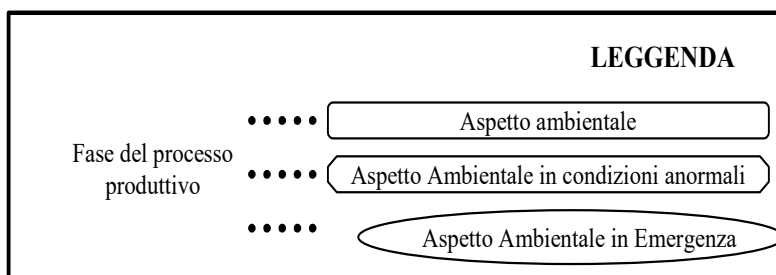 LEGGENDA
Aspetto ambientale
Fase del processo
produttivo
Aspetto Ambientale in condizioni anormali
Aspetto Ambientale in Emergenza